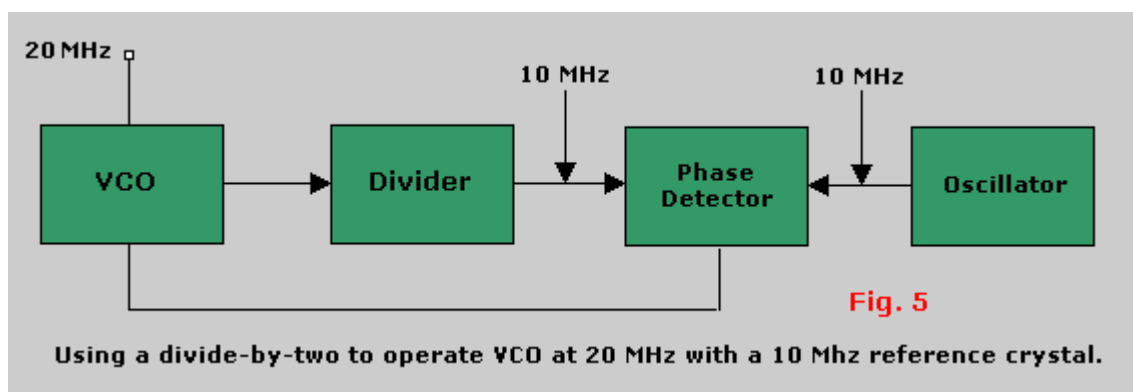 20 MHz
10 MHz
10 MHz
VCO
Divider
Phase
Detector
Oscillator
Fig. 5
Using a divide-by-two to operate VCO at 20 MHz with a 10 Mhz reference crystal.